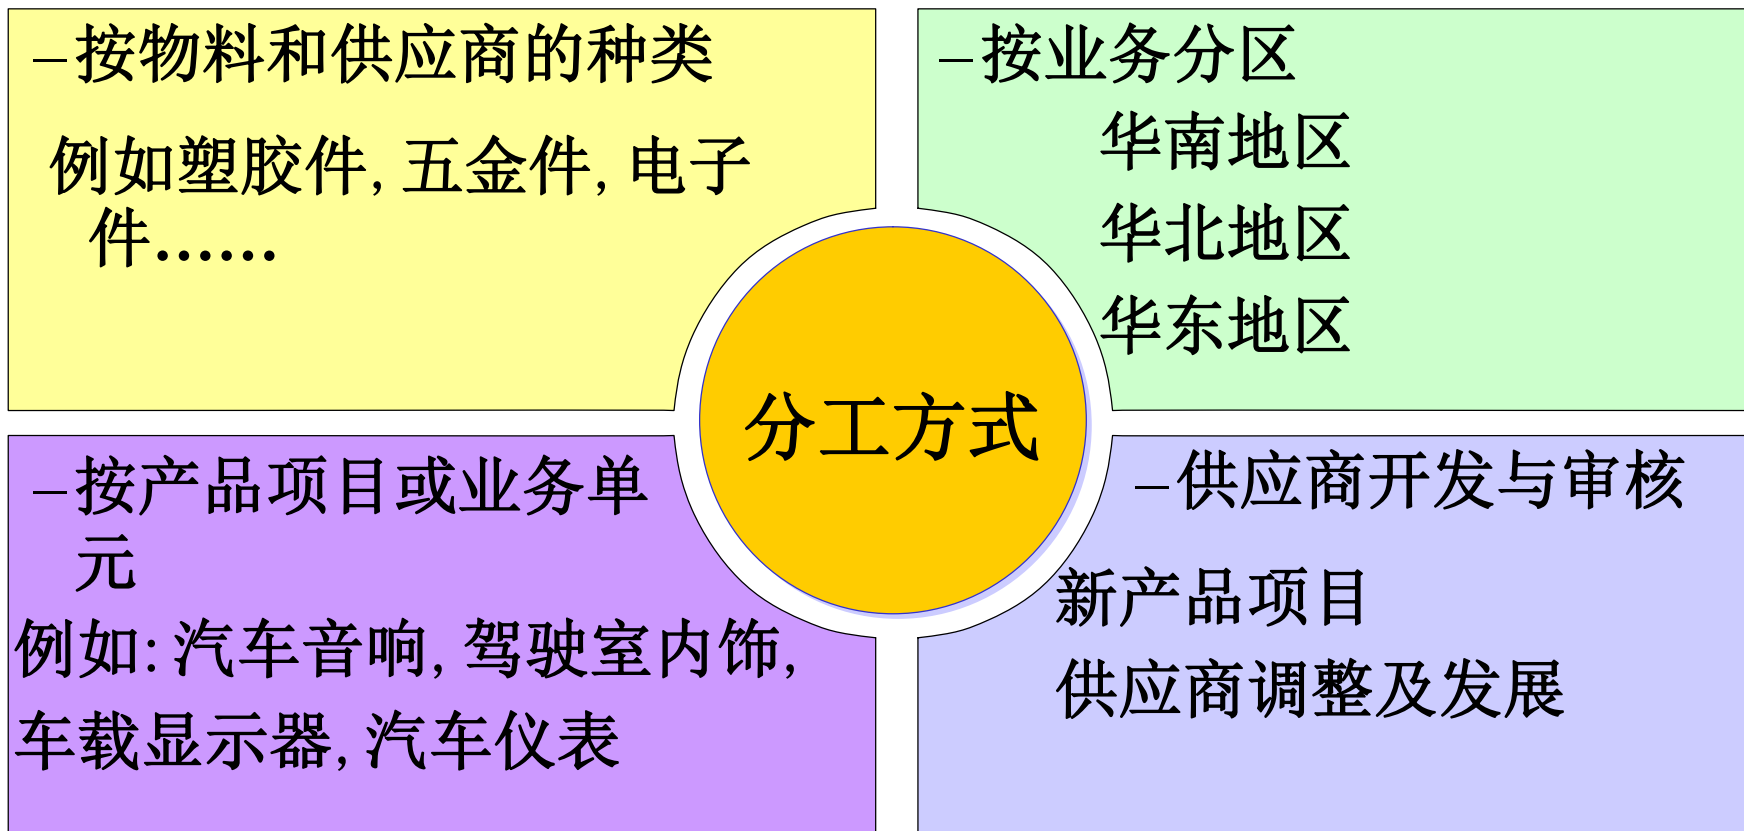 –按物料和供应商的种类
例如塑胶件, 五金件, 电子
件……
–按业务分区
华南地区
华北地区
华东地区
分工方式
–按产品项目或业务单
元
例如: 汽车音响, 驾驶室内饰,
车载显示器, 汽车仪表
–供应商开发与审核
新产品项目
供应商调整及发展